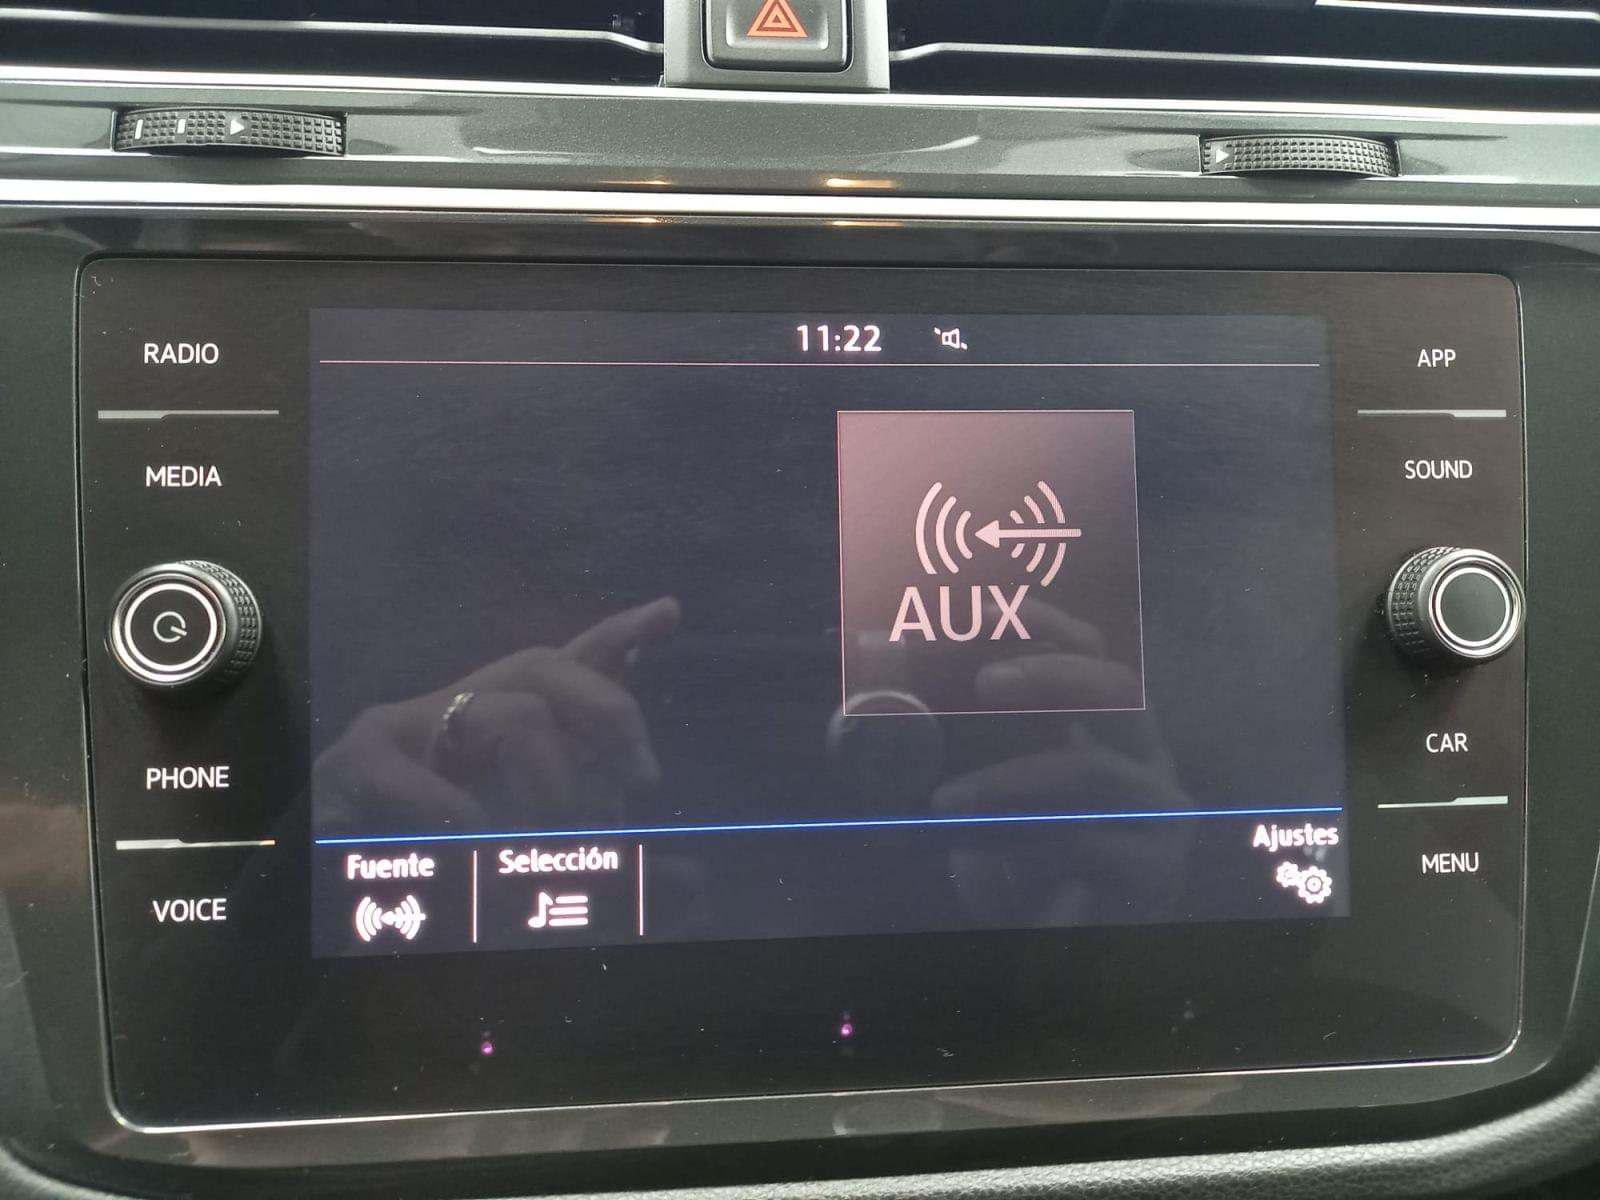 11:22
RADIO
MEDIA
PHONE
VOICE
AUX
Fuente
Selección
Ajustes
APP
SOUND
CAR
MENU